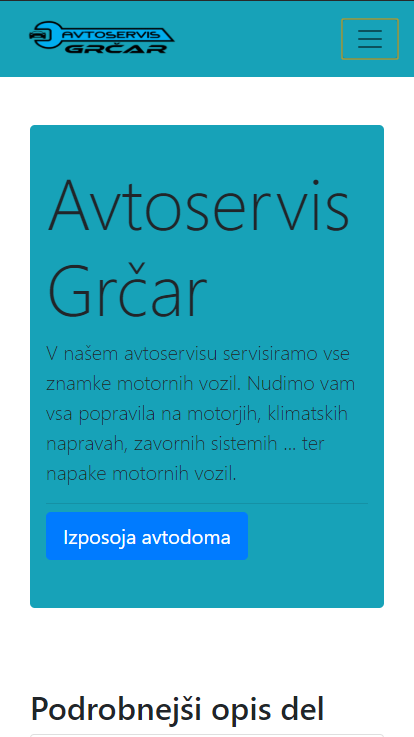 AVTOSERVIS
GRČAR
Avtoservis
Grčar
V našem avtoservisu servisiramo vse
znamke motornih vozil. Nudimo vam
vsa popravila na motorjih, klimatskih
napravah, zavornih sistemih ... ter
napake motornih vozil.
Izposoja avtodoma
Podrobnejši opis del